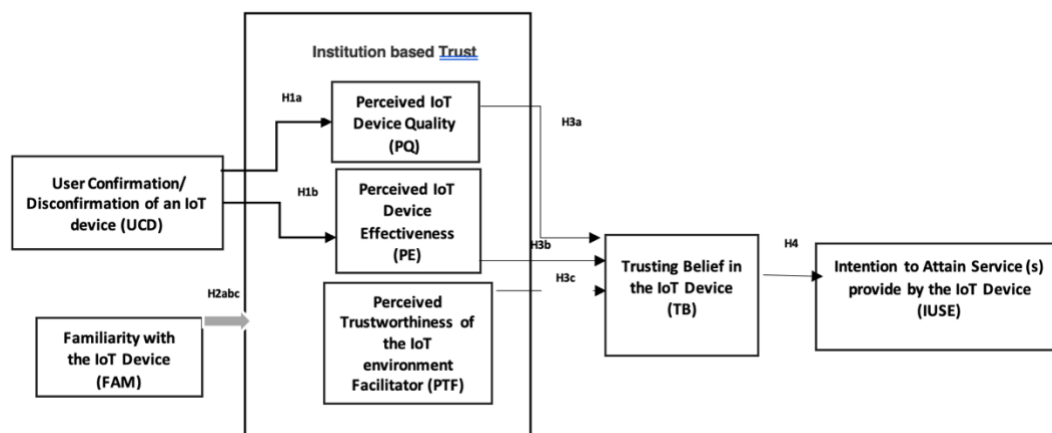 Institution based Trust
H1a
Perceived IoT
Device Quality
(PQ)
H3a
User Confirmation/
Disconfirmation of an IoT
device (UCD)
H1b
Perceived IoT
Device
Effectiveness
(PE)
H3b
H3c
Trusting Belief in
the IoT Device
(TB)
H4
Intention to Attain Service (s)
provide by the IoT Device
(IUSE)
H2abc
Familiarity with
the IoT Device
(FAM)
Perceived
Trustworthiness of
the IoT
environment
Facilitator (PTF)